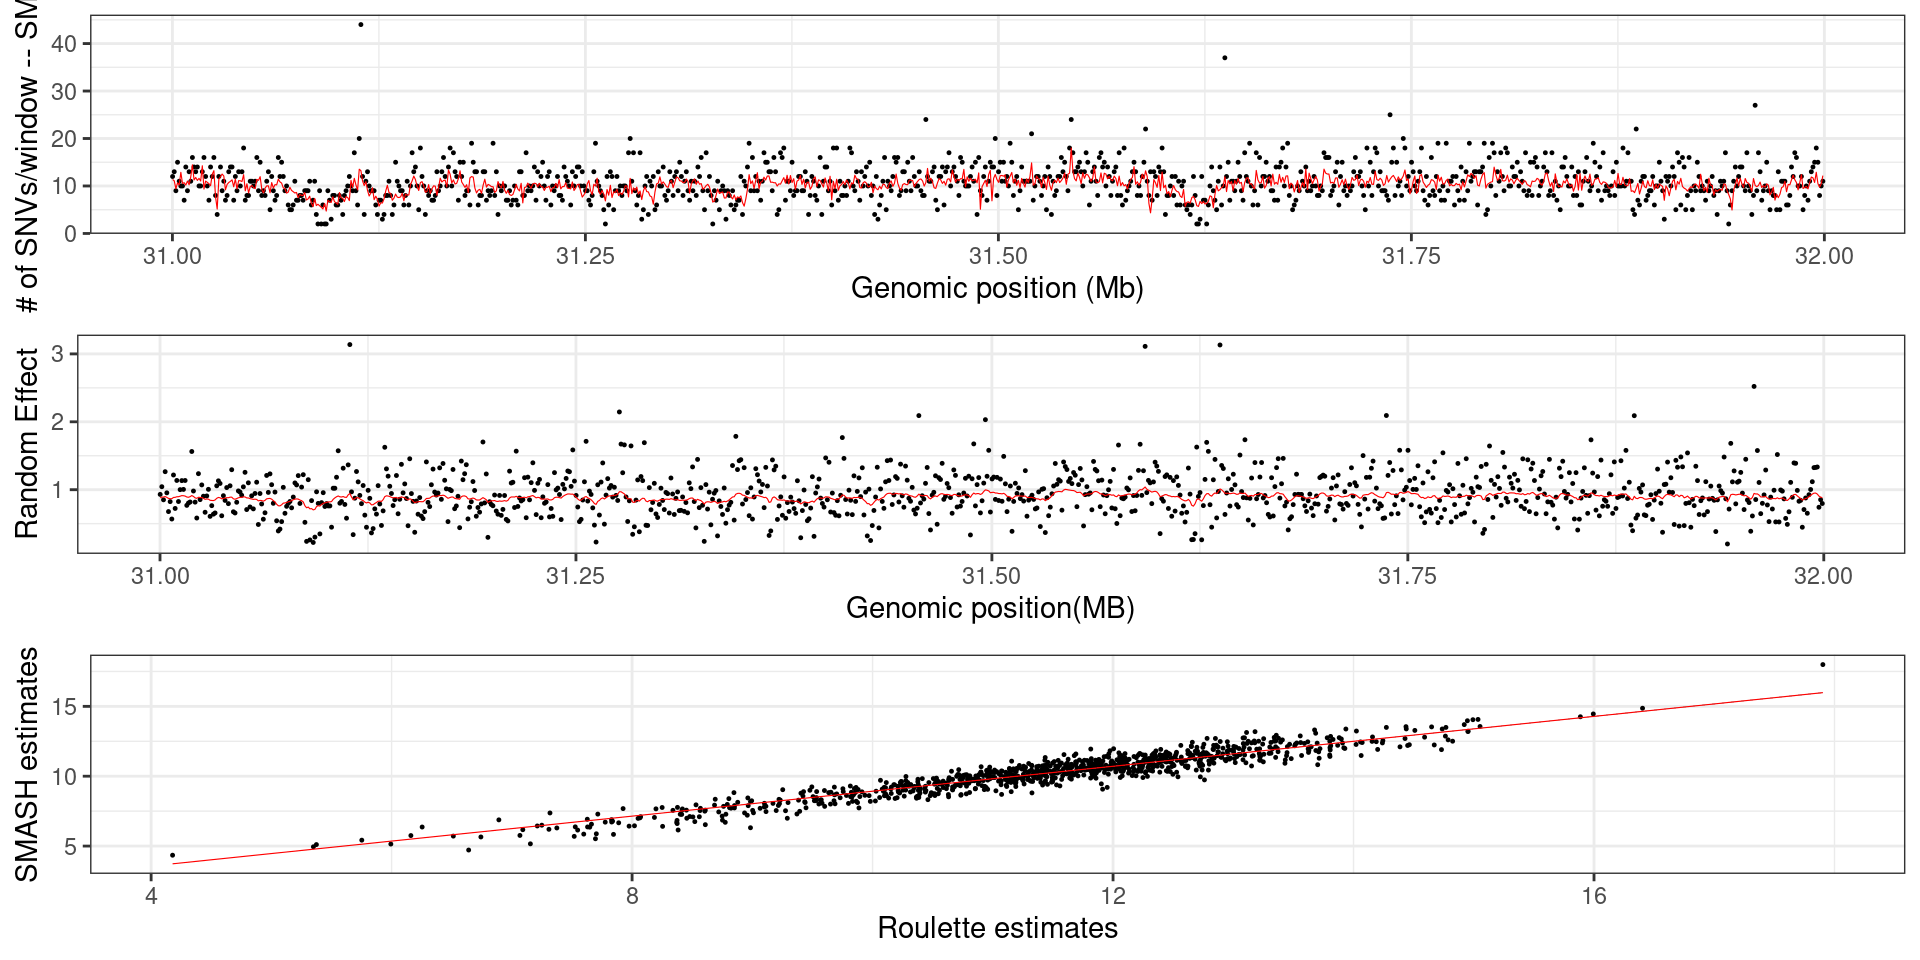 # of SNVs/window -- SM
40
30
20
10
0
31.00 31.25 31.50 31.75 32.00
Genomic position (Mb)
Random Effect
3
2
1
31.00 31.25 31.50 31.75 32.00
Genomic position(MB)
SMASH estimates
15
10
5
4 8 12 16
Roulette estimates